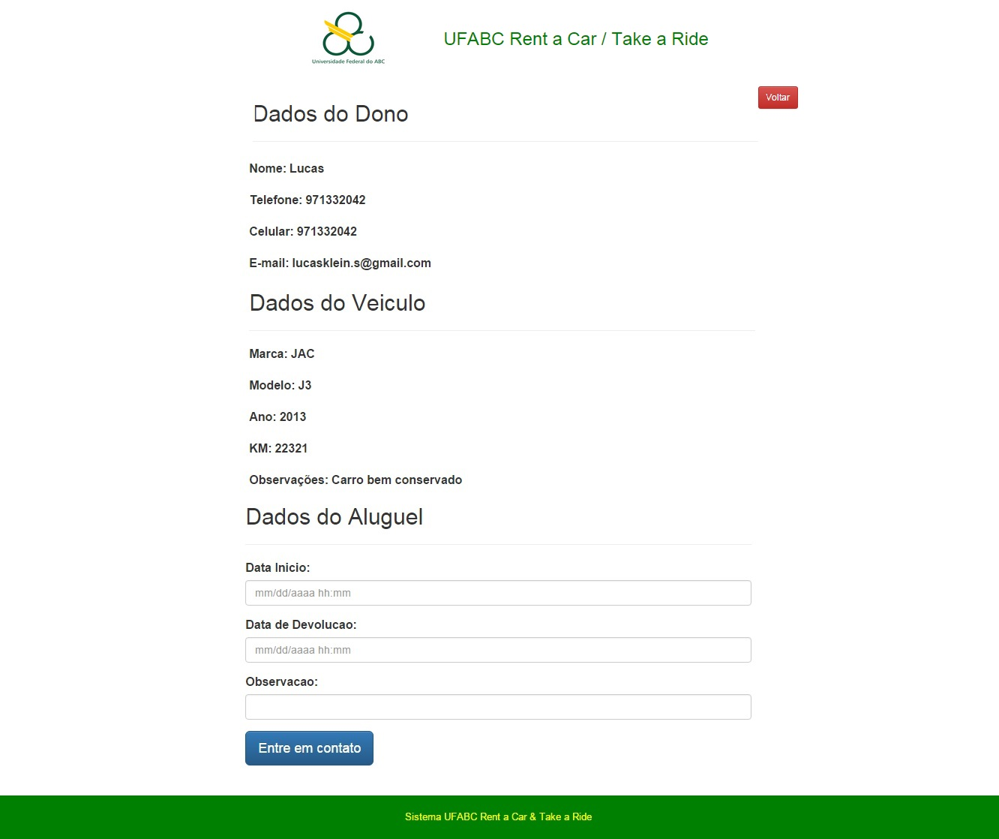 Universidade Federal do ABC
UFABC Rent a Car / Take a Ride
Voltar
Dados do Dono
Nome: Lucas
Telefone: 971332042
Celular: 971332042
E-mail: lucasklein.s@gmail.com
Dados do Veiculo
Marca: JAC
Modelo: J3
Ano: 2013
KM: 22321
Observações: Carro bem conservado
Dados do Aluguel
Data Inicio:
mm/dd/aaaa hh:mm
Data de Devolucao:
mm/dd/aaaa hh:mm
Observacao:
Entre em contato
Sistema UFABC Rent a Car & Take a Ride